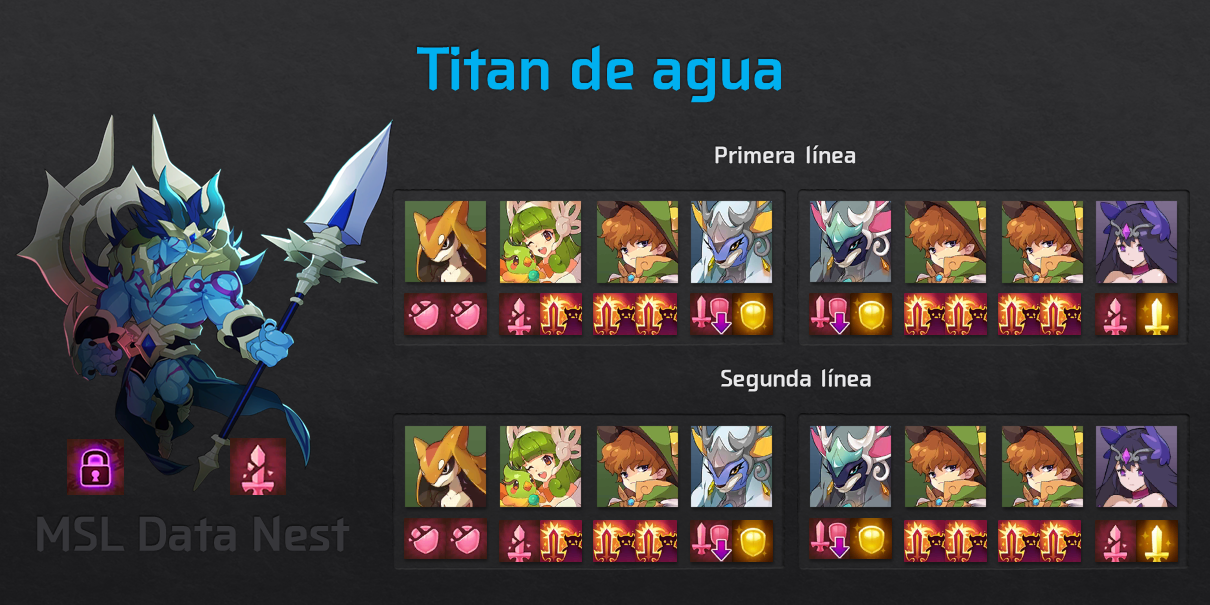 Titan de agua
Primera línea
Segunda línea
MSL Data Nest